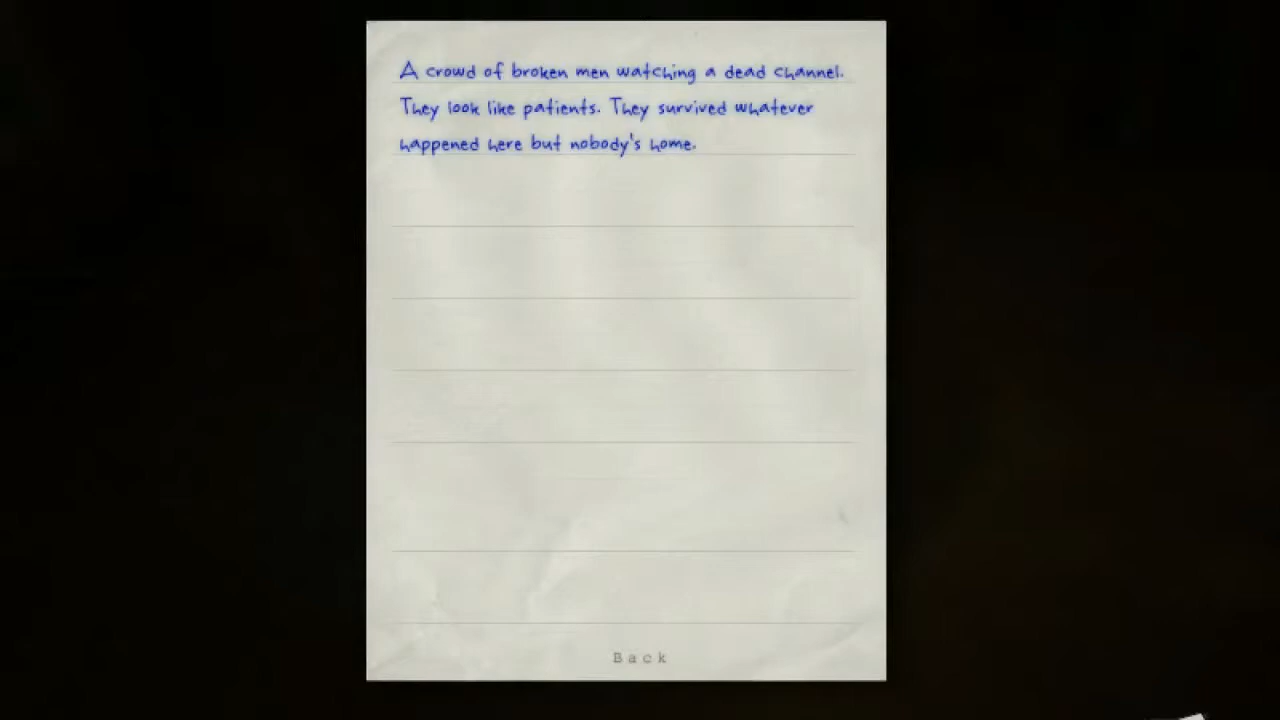 A crowd of broken men watching a dead channel.
They look like patients. They survived whatever
happened here but nobody's home.
Back